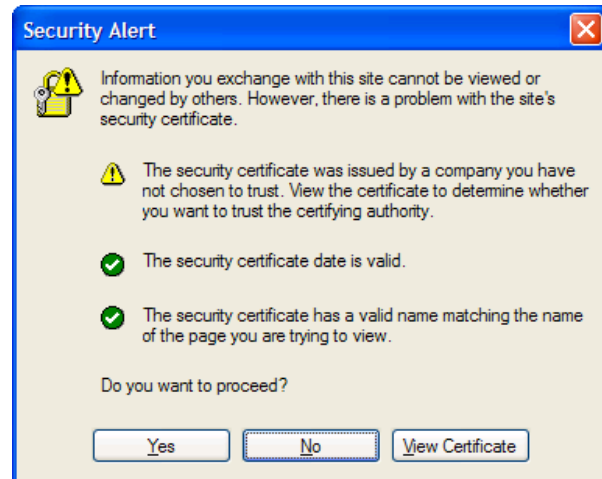 Security Alert
Information you exchange with this site cannot be viewed or
changed by others. However, there is a problem with the site's
security certificate.
The security certificate was issued by a company you have
not chosen to trust. View the certificate to determine whether
you want to trust the certifying authority.
The security certificate date is valid.
The security certificate has a valid name matching the name
of the page you are trying to view.
Do you want to proceed?
Yes No View Certificate